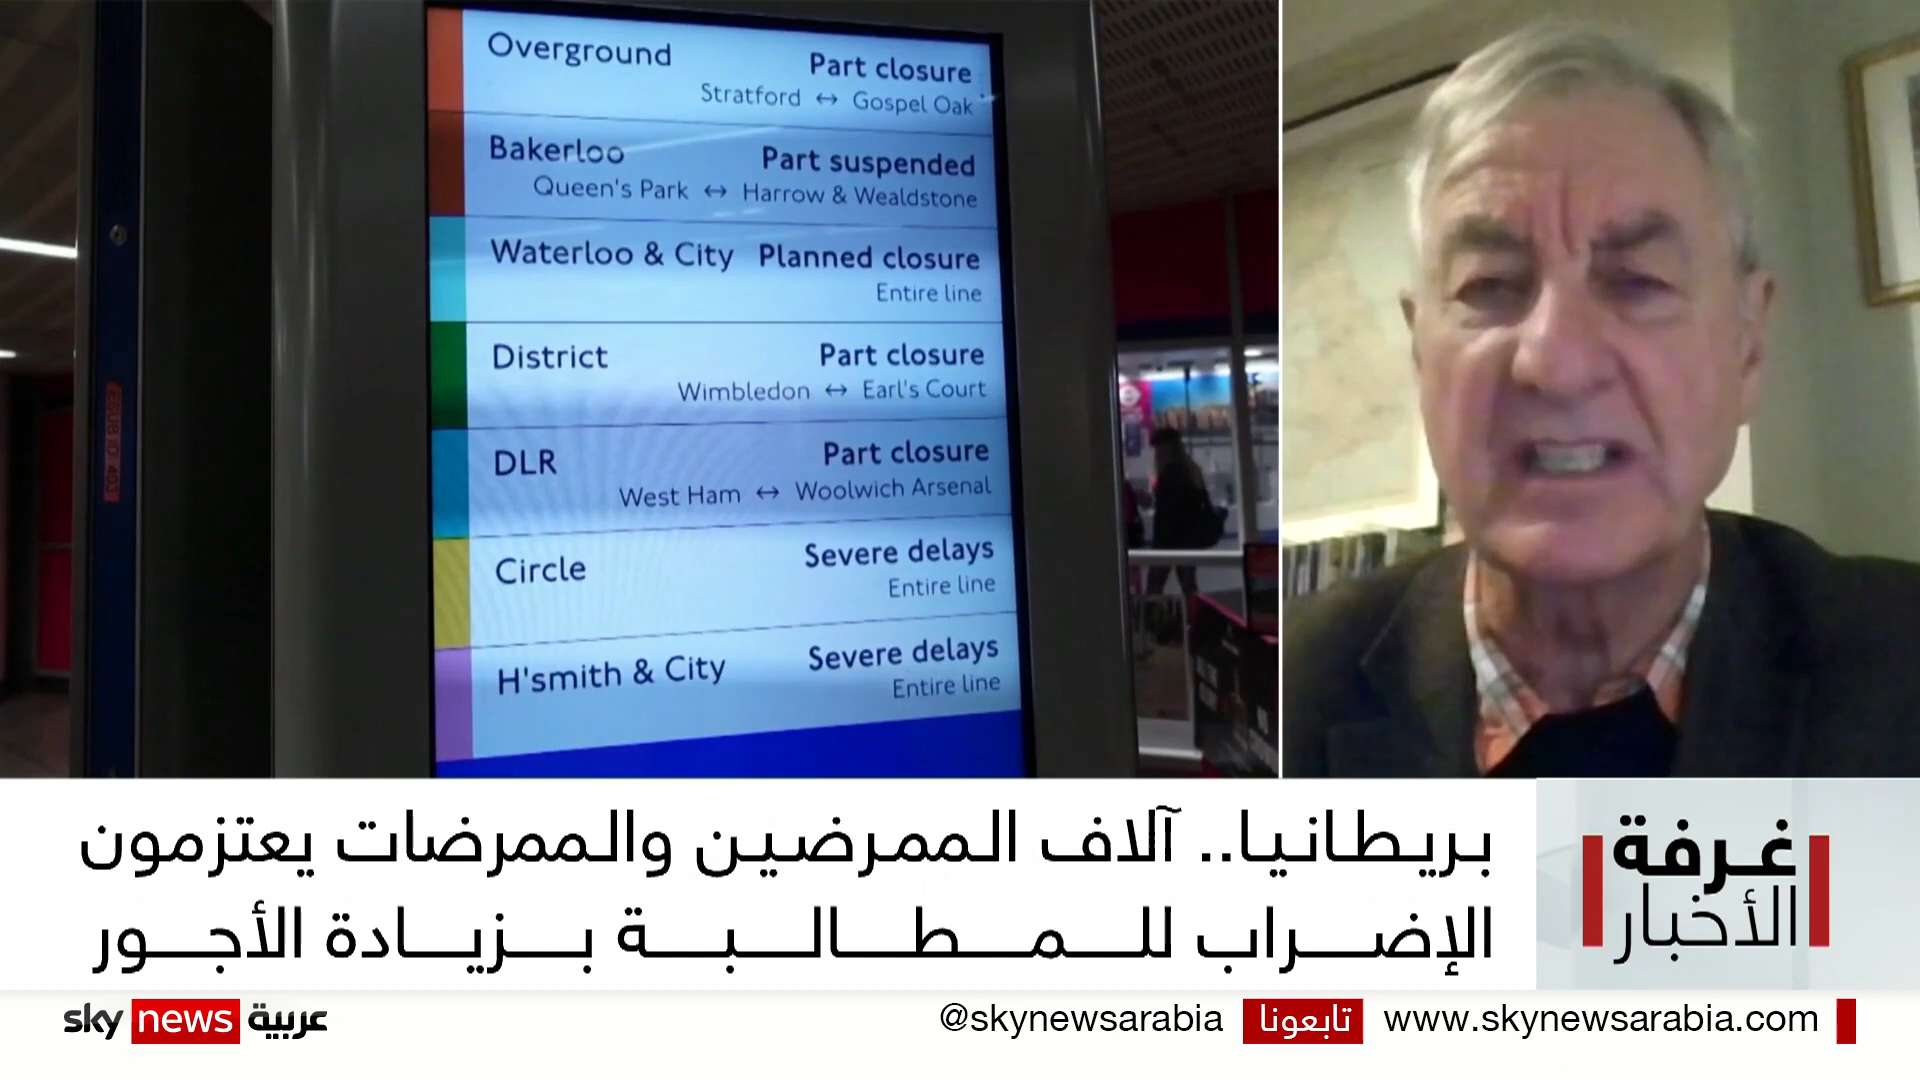 Overground Part closure
Stratford ↔ Gospel Oak
Bakerloo Part suspended
Queen's Park ↔ Harrow & Wealdstone
Waterloo & City Planned closure
Entire line
District Part closure
Wimbledon ↔ Earl's Court
DLR Part closure
West Ham ↔ Woolwich Arsenal
Circle Severe delays
Entire line
H'smith & City Severe delays
Entire line
غرفة
الأخبار
بريطانيا.. آلاف الممرضين والممرضات يعتزمون
الإضراب للمطالبة بزيادة الأجور
sky news عربية
@skynewsarabia تابعونا www.skynewsarabia.com